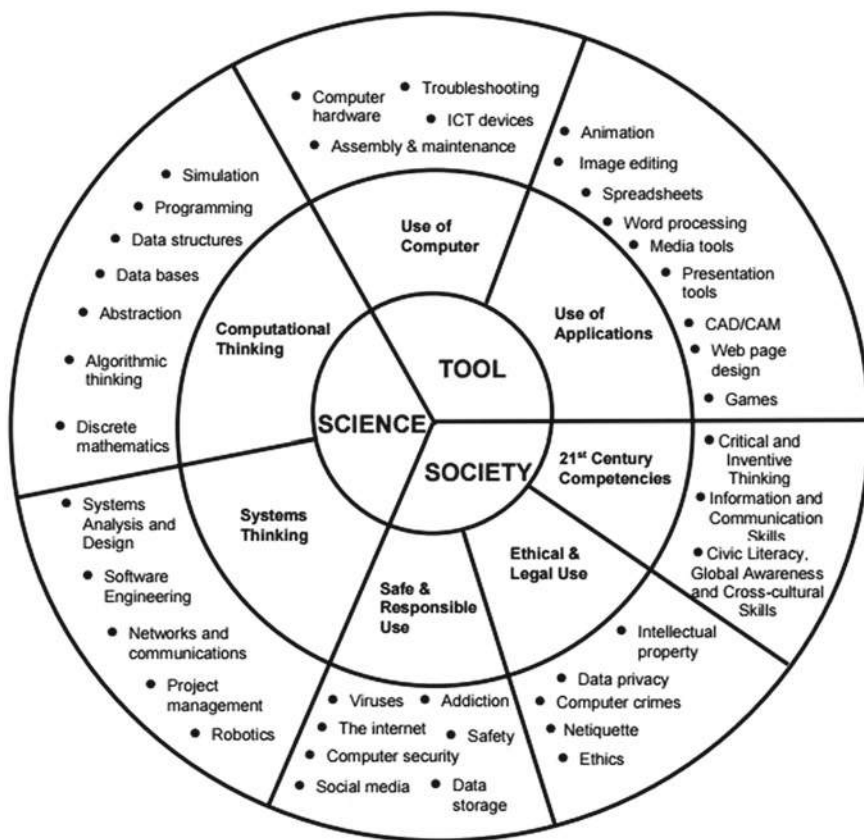 TOOL
SCIENCE
SOCIETY
Use of
Computer
• Computer
hardware
• Troubleshooting
• ICT devices
• Assembly & maintenance
Use of
Applications
• Animation
• Image editing
• Spreadsheets
• Word processing
• Media tools
• Presentation
tools
• CAD/CAM
• Web page
design
• Games
21st Century
Competencies
• Critical and
Inventive
Thinking
• Information and
Communication
Skills
• Civic Literacy,
Global Awareness
and Cross-cultural
Skills
Ethical &
Legal Use
• Intellectual
property
• Data privacy
• Computer crimes
• Netiquette
• Ethics
Safe &
Responsible
Use
• Viruses
• Addiction
• The internet
• Safety
• Computer security
• Social media
• Data
storage
Systems
Thinking
• Systems
Analysis and
Design
• Software
Engineering
• Networks and
communications
• Project
management
• Robotics
Computational
Thinking
• Simulation
• Programming
• Data structures
• Data bases
• Abstraction
• Algorithmic
thinking
• Discrete
mathematics